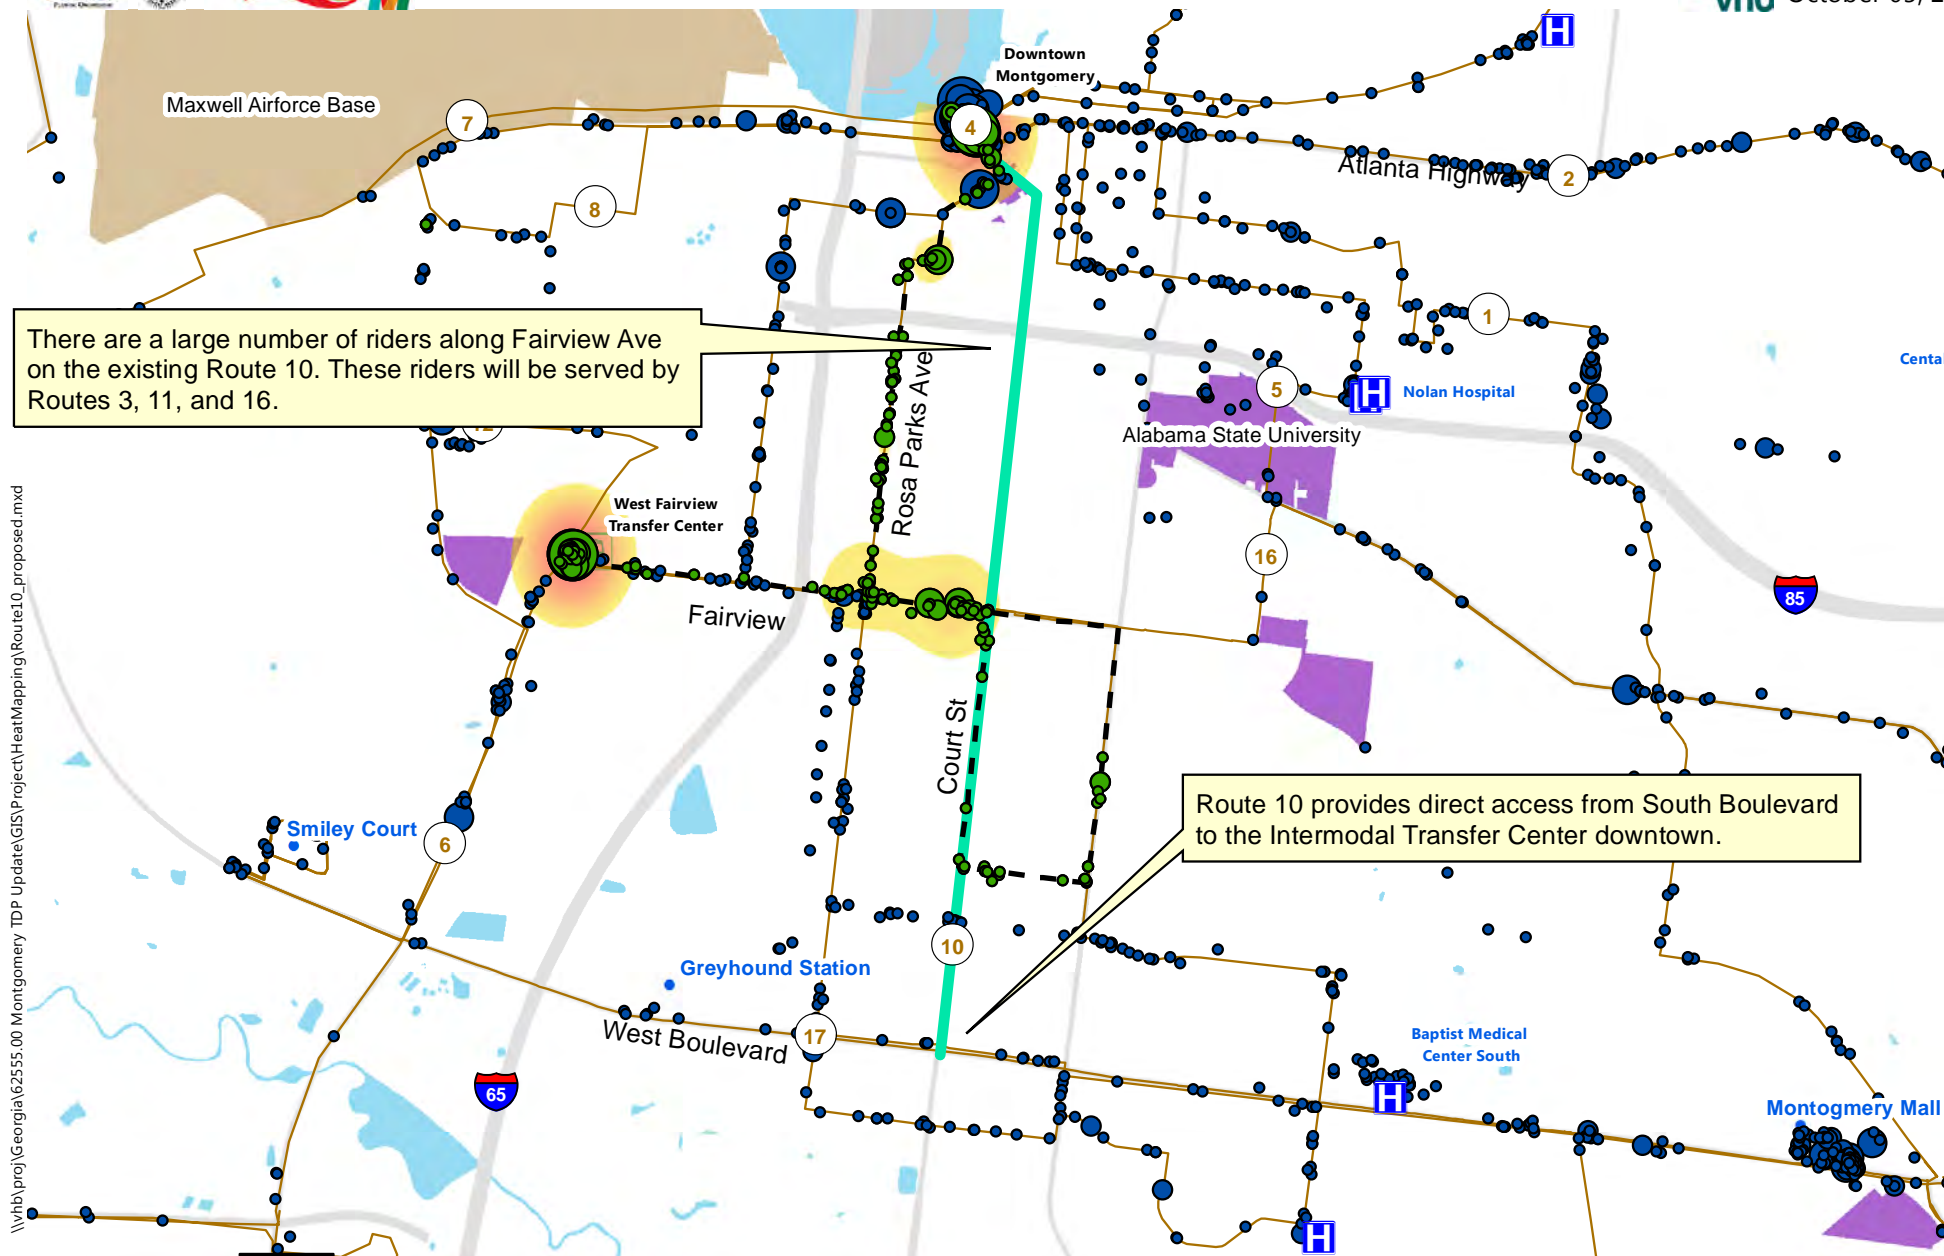 Downtown
Montgomery
Maxwell Airforce Base
7
4
Atlanta Highway
2
8
There are a large number of riders along Fairview Ave
on the existing Route 10. These riders will be served by
Routes 3, 11, and 16.
1
5
Nolan Hospital
Rosa Parks Ave
Alabama State University
West Fairview
Transfer Center
16
85
Fairview
Court St
Route 10 provides direct access from South Boulevard
to the Intermodal Transfer Center downtown.
Smiley Court
6
10
Greyhound Station
17
West Boulevard
Baptist Medical
Center South
65
Montogmery Mall
H
H
H
H
\\vhb\proj\Georgia\62555.00 Montgomery TDP Update\GIS\Project\HeatMapping\Route10_proposed.mxd